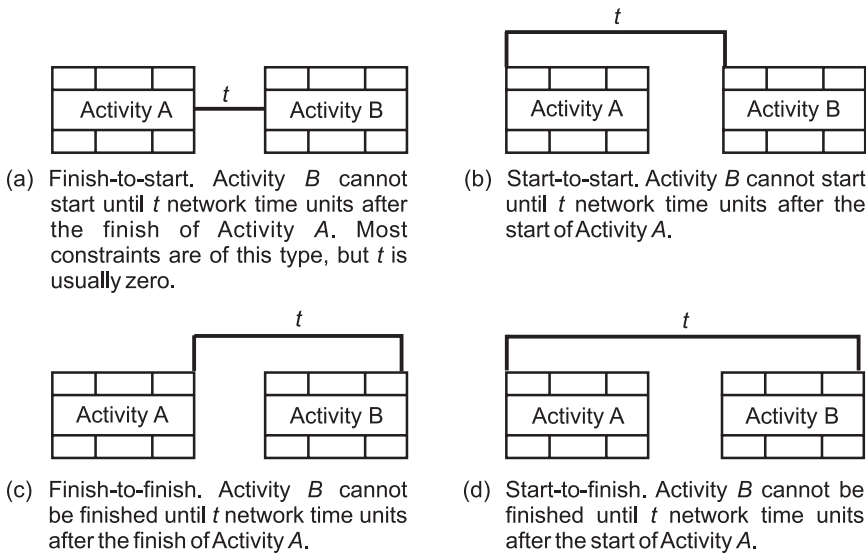 t
Activity A
t
Activity B
Activity A
Activity B
(a) Finish-to-start. Activity B cannot
start until t network time units after
the finish of Activity A. Most
constraints are of this type, but t is
usually zero.
(b) Start-to-start. Activity B cannot start
until t network time units after the
start of Activity A.
t
t
Activity A
Activity B
Activity A
Activity B
(c) Finish-to-finish. Activity B cannot
be finished until t network time units
after the finish of Activity A.
(d) Start-to-finish. Activity B cannot be
finished until t network time units
after the start of Activity A.